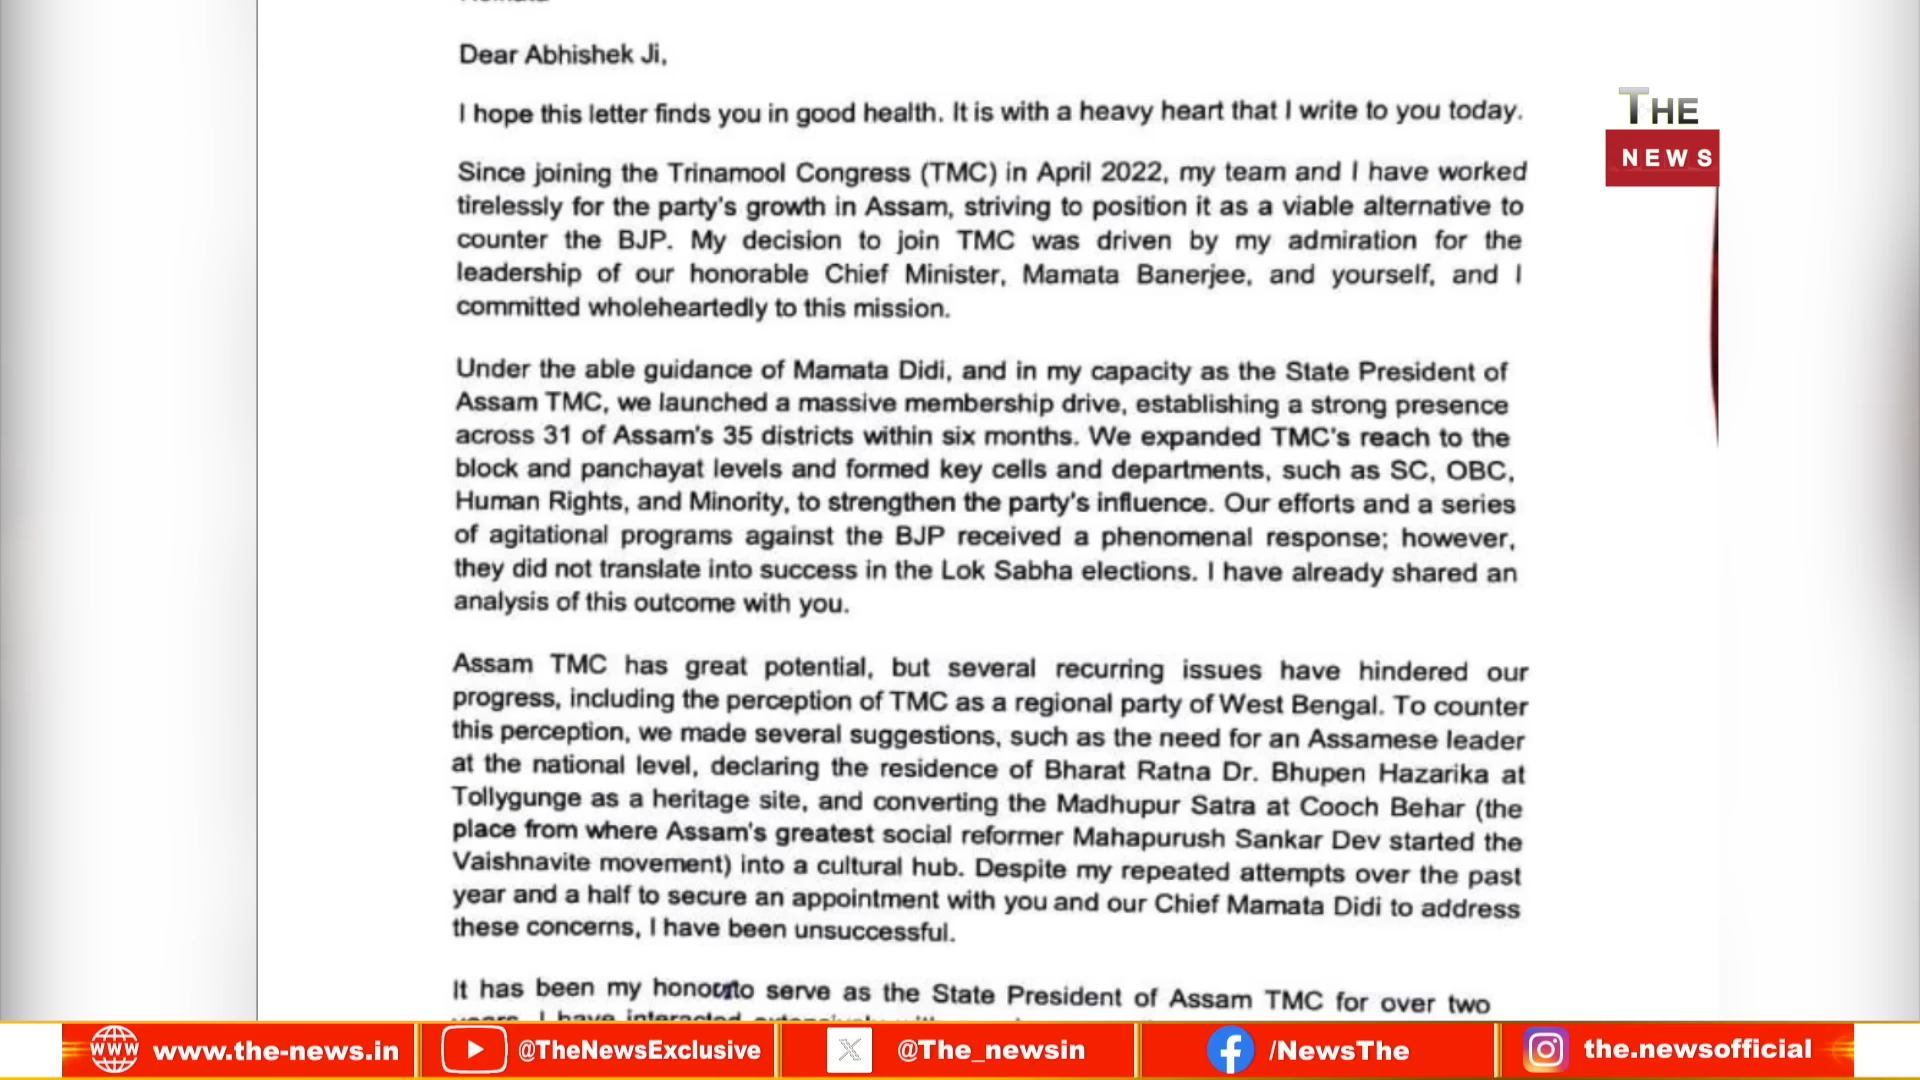 Dear Abhishek Ji,
I hope this letter finds you in good health. It is with a heavy heart that I write to you today.
Since joining the Trinamool Congress (TMC) in April 2022, my team and I have worked
tirelessly for the party's growth in Assam, striving to position it as a viable alternative to
counter the BJP. My decision to join TMC was driven by my admiration for the
leadership of our honorable Chief Minister, Mamata Banerjee, and yourself, and I
committed wholeheartedly to this mission.
Under the able guidance of Mamata Didi, and in my capacity as the State President of
Assam TMC, we launched a massive membership drive, establishing a strong presence
across 31 of Assam's 35 districts within six months. We expanded TMC's reach to the
block and panchayat levels and formed key cells and departments, such as SC, OBC,
Human Rights, and Minority, to strengthen the party's influence. Our efforts and a series
of agitational programs against the BJP received a phenomenal response; however,
they did not translate into success in the Lok Sabha elections. I have already shared an
analysis of this outcome with you.
Assam TMC has great potential, but several recurring issues have hindered our
progress, including the perception of TMC as a regional party of West Bengal. To counter
this perception, we made several suggestions, such as the need for an Assamese leader
at the national level, declaring the residence of Bharat Ratna Dr. Bhupen Hazarika at
Tollygunge as a heritage site, and converting the Madhupur Satra at Cooch Behar (the
place from where Assam's greatest social reformer Mahapurush Sankar Dev started the
Vaishnavite movement) into a cultural hub. Despite my repeated attempts over the past
year and a half to secure an appointment with you and our Chief Mamata Didi to address
these concerns, I have been unsuccessful.
It has been my honour to serve as the State President of Assam TMC for over two
years. I have interacted extensively
THE
NEWS
WWW www.the-news.in
@TheNewsExclusive
X @The_newsin
f /NewsThe
the.newsofficial